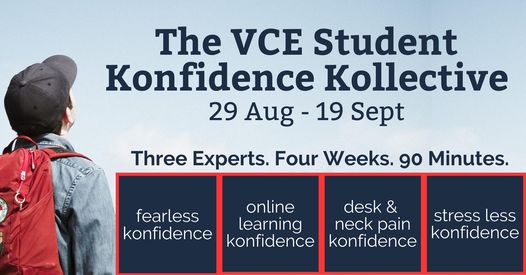 The VCE Student
Konfidence Kollective
29 Aug - 19 Sept
Three Experts. Four Weeks. 90 Minutes.
fearless
konfidence
online
learning
konfidence
desk &
neck pain
konfidence
stress less
konfidence